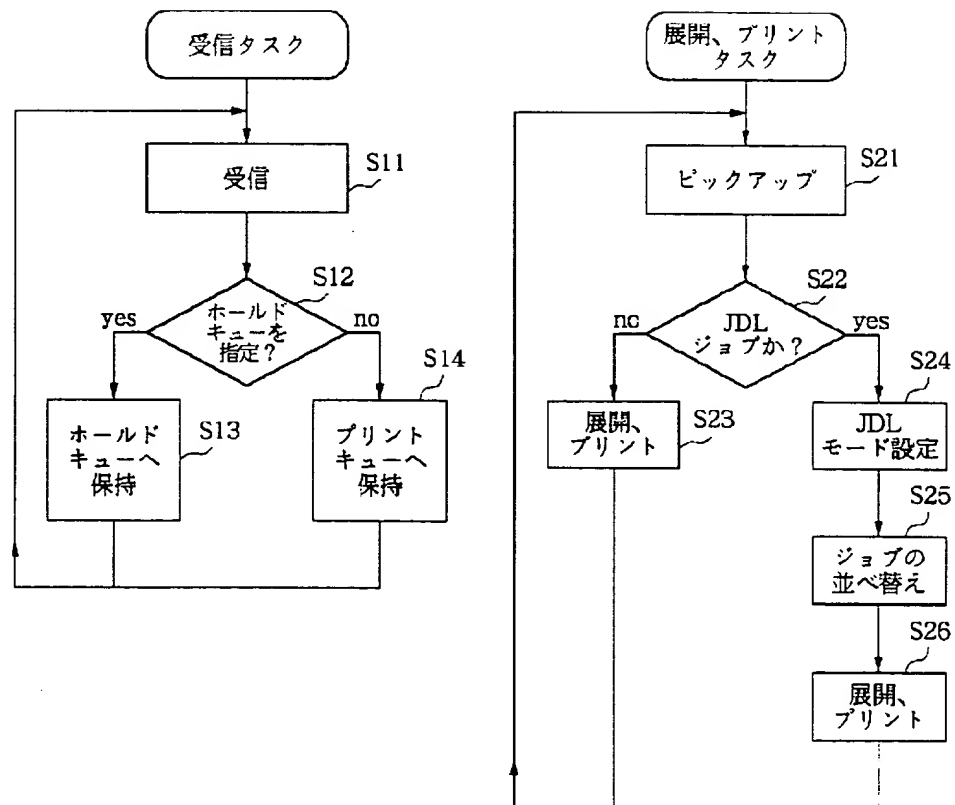 受信タスク
受信
S11
S12
ホールド
キューを
指定?
yes
no
S13
ホールド
キューへ
保持
S14
プリント
キューへ
保持
展開、プリント
タスク
ピックアップ
S21
S22
JDL
ジョブか?
no
yes
S23
展開、
プリント
S24
JDL
モード設定
S25
ジョブの
並べ替え
S26
展開、
プリント